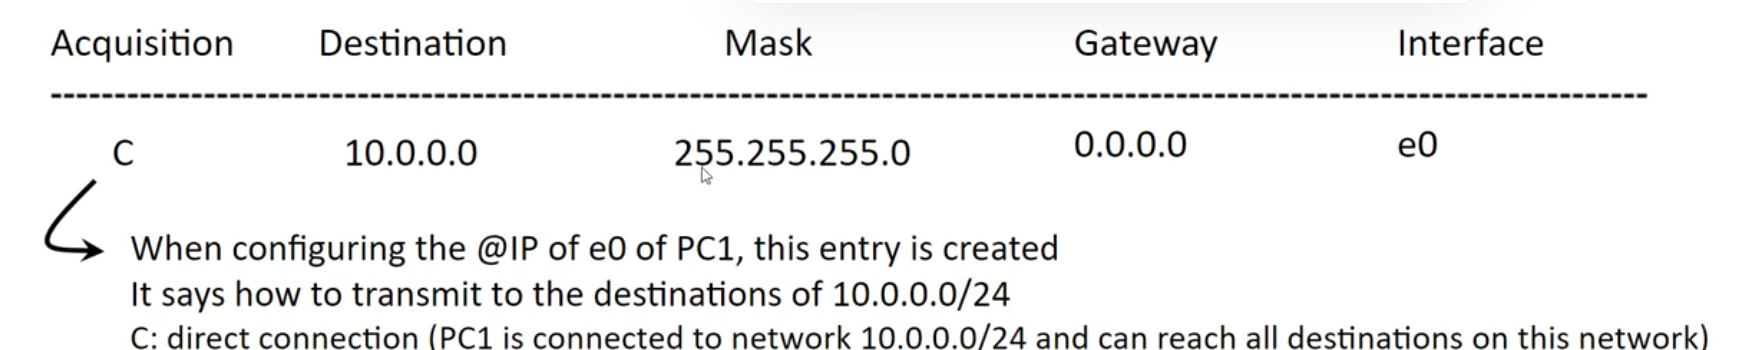 Acquisition Destination Mask Gateway Interface
--------------------------------------------------------------------------------------------------------------------------
C 10.0.0.0 255.255.255.0 0.0.0.0 e0
When configuring the @IP of e0 of PC1, this entry is created
It says how to transmit to the destinations of 10.0.0.0/24
C: direct connection (PC1 is connected to network 10.0.0.0/24 and can reach all destinations on this network)